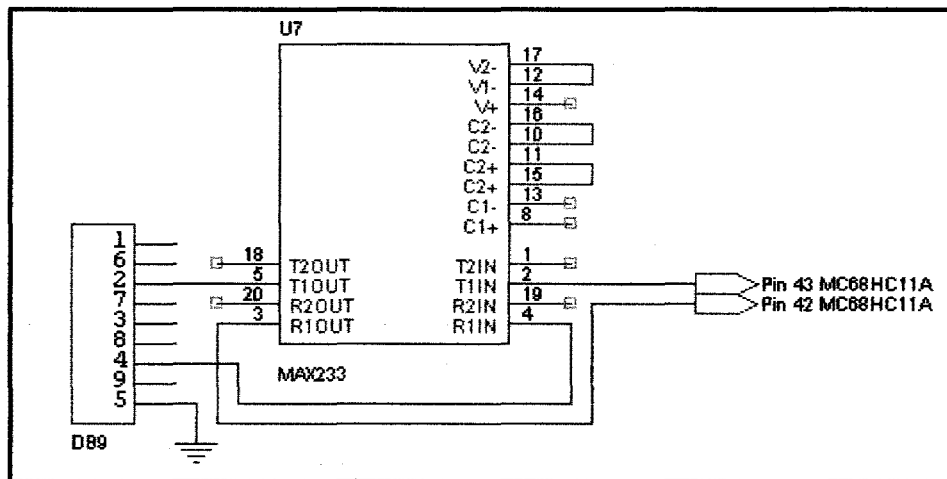 U7
17
V2-
12
V1-
14
V+
16
C2-
10
C2-
11
C2+
15
C2+
13
C1-
8
C1+
18
T2OUT
5
T1OUT
20
R2OUT
3
R1OUT
1
T2IN
2
T1IN
19
R2IN
4
R1IN
MAX233
1
6
2
7
3
8
4
9
5
DB9
Pin 43 MC68HC11A
Pin 42 MC68HC11A